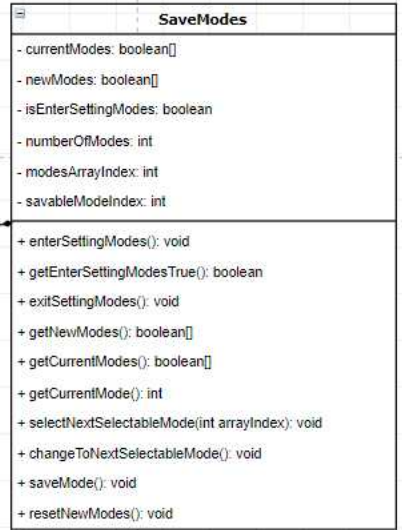 SaveModes
- currentModes: boolean[]
- newModes: boolean[]
- isEnterSettingModes: boolean
- numberOfModes: int
- modesArrayIndex: int
- savableModeIndex: int
+ enterSettingModes(): void
+ getEnterSettingModesTrue(): boolean
+ exitSettingModes(): void
+ getNewModes(): boolean[]
+ getCurrentModes(): boolean[]
+ getCurrentMode(): int
+ selectNextSelectableMode(int arrayIndex): void
+ changeToNextSelectableMode(): void
+ saveMode(): void
+ resetNewModes(): void